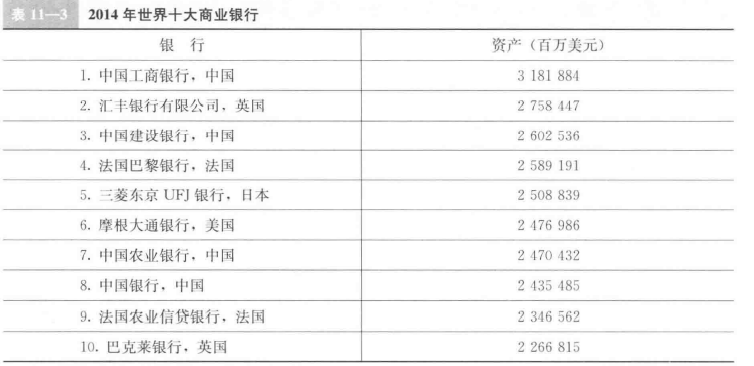 表 11—3 2014 年世界十大商业银行
银 行 资产（百万美元）
1. 中国工商银行，中国 3 181 884
2. 汇丰银行有限公司，英国 2 758 447
3. 中国建设银行，中国 2 602 536
4. 法国巴黎银行，法国 2 589 191
5. 三菱东京 UFJ 银行，日本 2 508 839
6. 摩根大通银行，美国 2 476 986
7. 中国农业银行，中国 2 470 432
8. 中国银行，中国 2 435 485
9. 法国农业信贷银行，法国 2 346 562
10. 巴克莱银行，英国 2 266 815